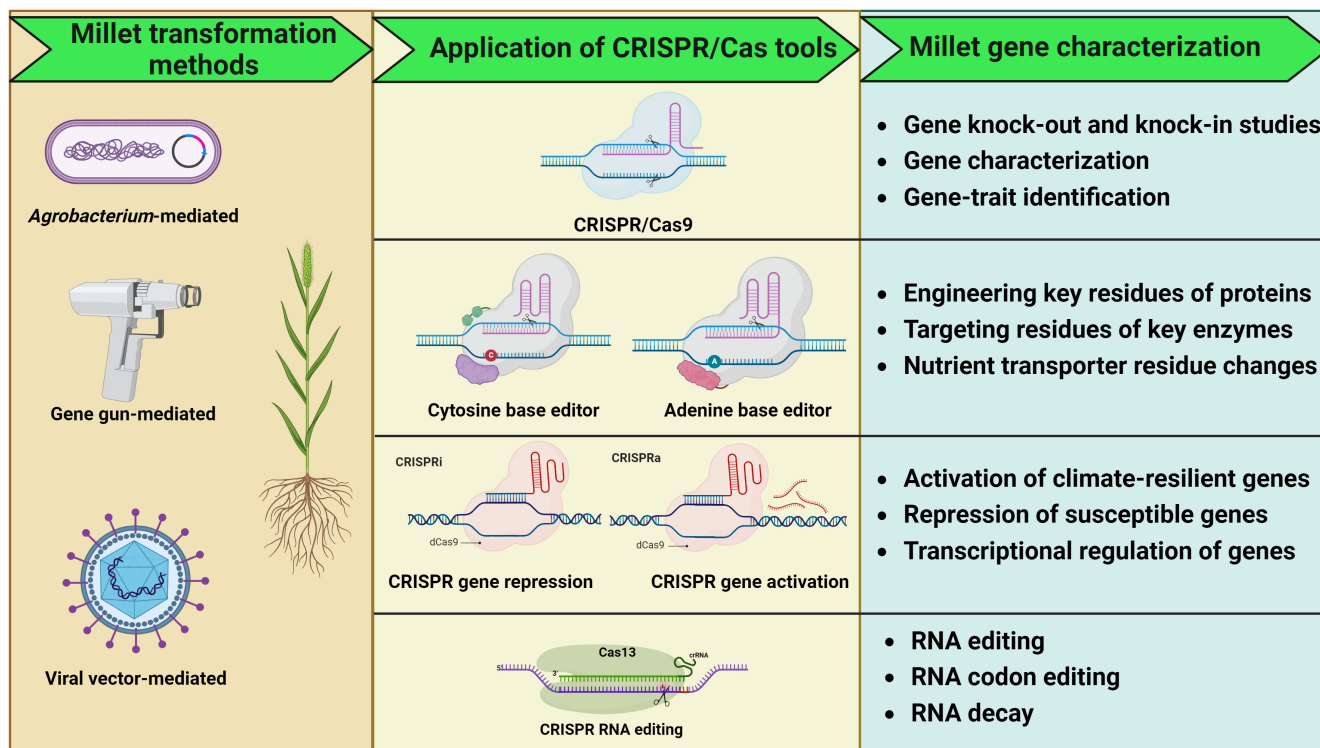 Millet transformation
methods
Application of CRISPR/Cas tools
Millet gene characterization
Agrobacterium-mediated
Gene gun-mediated
Viral vector-mediated
CRISPR/Cas9
• Gene knock-out and knock-in studies
• Gene characterization
• Gene-trait identification
C
A
Cytosine base editor
Adenine base editor
• Engineering key residues of proteins
• Targeting residues of key enzymes
• Nutrient transporter residue changes
CRISPRi
CRISPRa
dCas9
dCas9
CRISPR gene repression
CRISPR gene activation
• Activation of climate-resilient genes
• Repression of susceptible genes
• Transcriptional regulation of genes
Cas13
crRNA
5'
3'
CRISPR RNA editing
• RNA editing
• RNA codon editing
• RNA decay